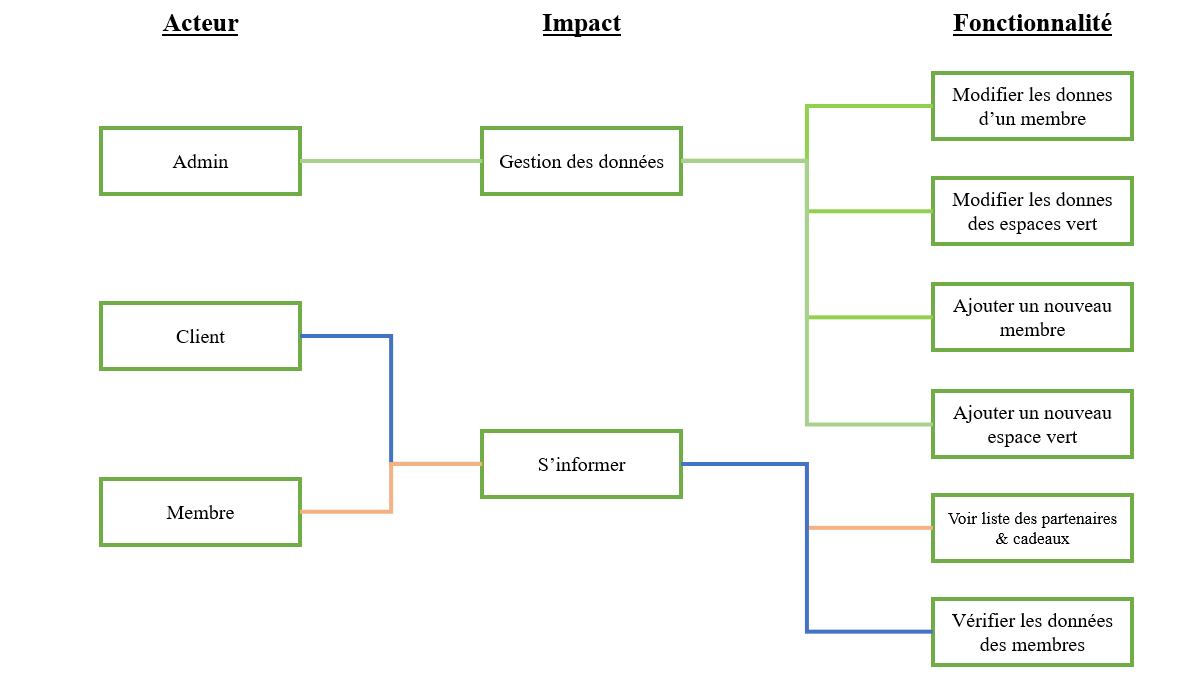 Acteur
Impact
Fonctionnalité
Admin
Gestion des données
Modifier les donnes
d'un membre
Modifier les donnes
des espaces vert
Ajouter un nouveau
membre
Client
Ajouter un nouveau
espace vert
S'informer
Membre
Voir liste des partenaires
& cadeaux
Vérifier les données
des membres